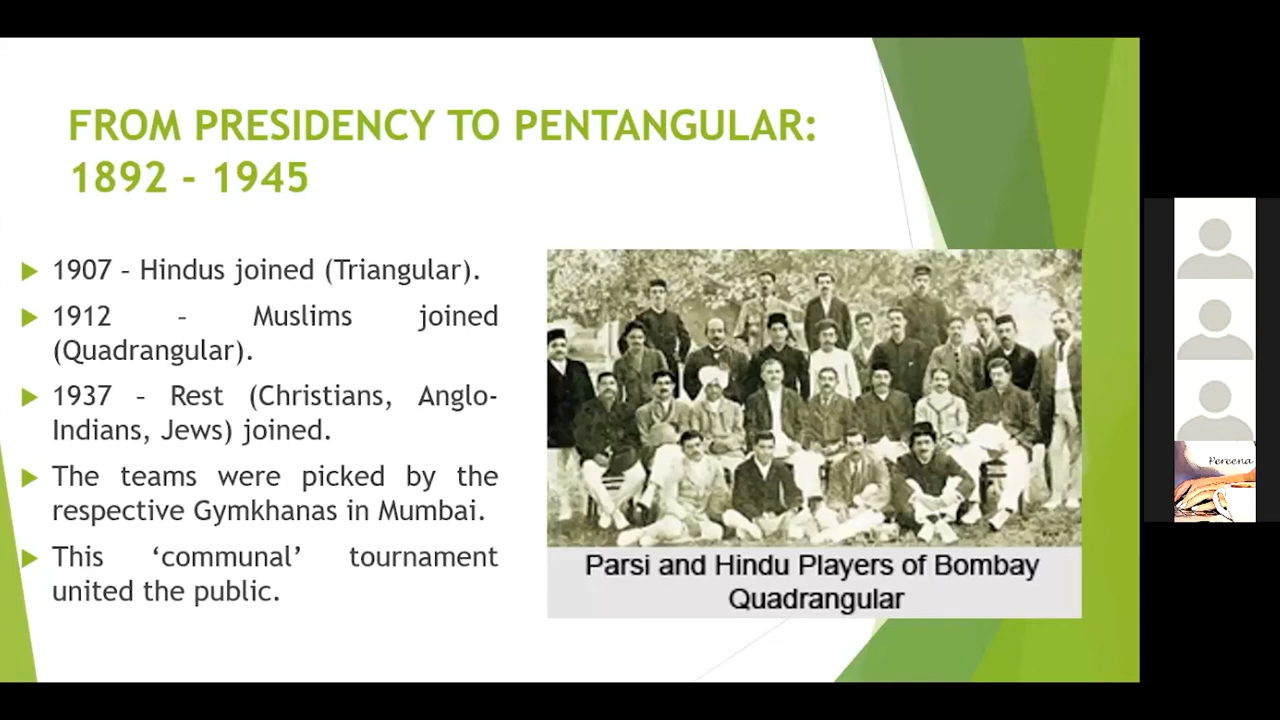 FROM PRESIDENCY TO PENTANGULAR:
1892 - 1945
1907 - Hindus joined (Triangular).
1912 - Muslims joined
(Quadrangular).
1937 - Rest (Christians, Anglo-
Indians, Jews) joined.
The teams were picked by the
respective Gymkhanas in Mumbai.
This ‘communal’ tournament
united the public.
Parsi and Hindu Players of Bombay
Quadrangular
Pereena